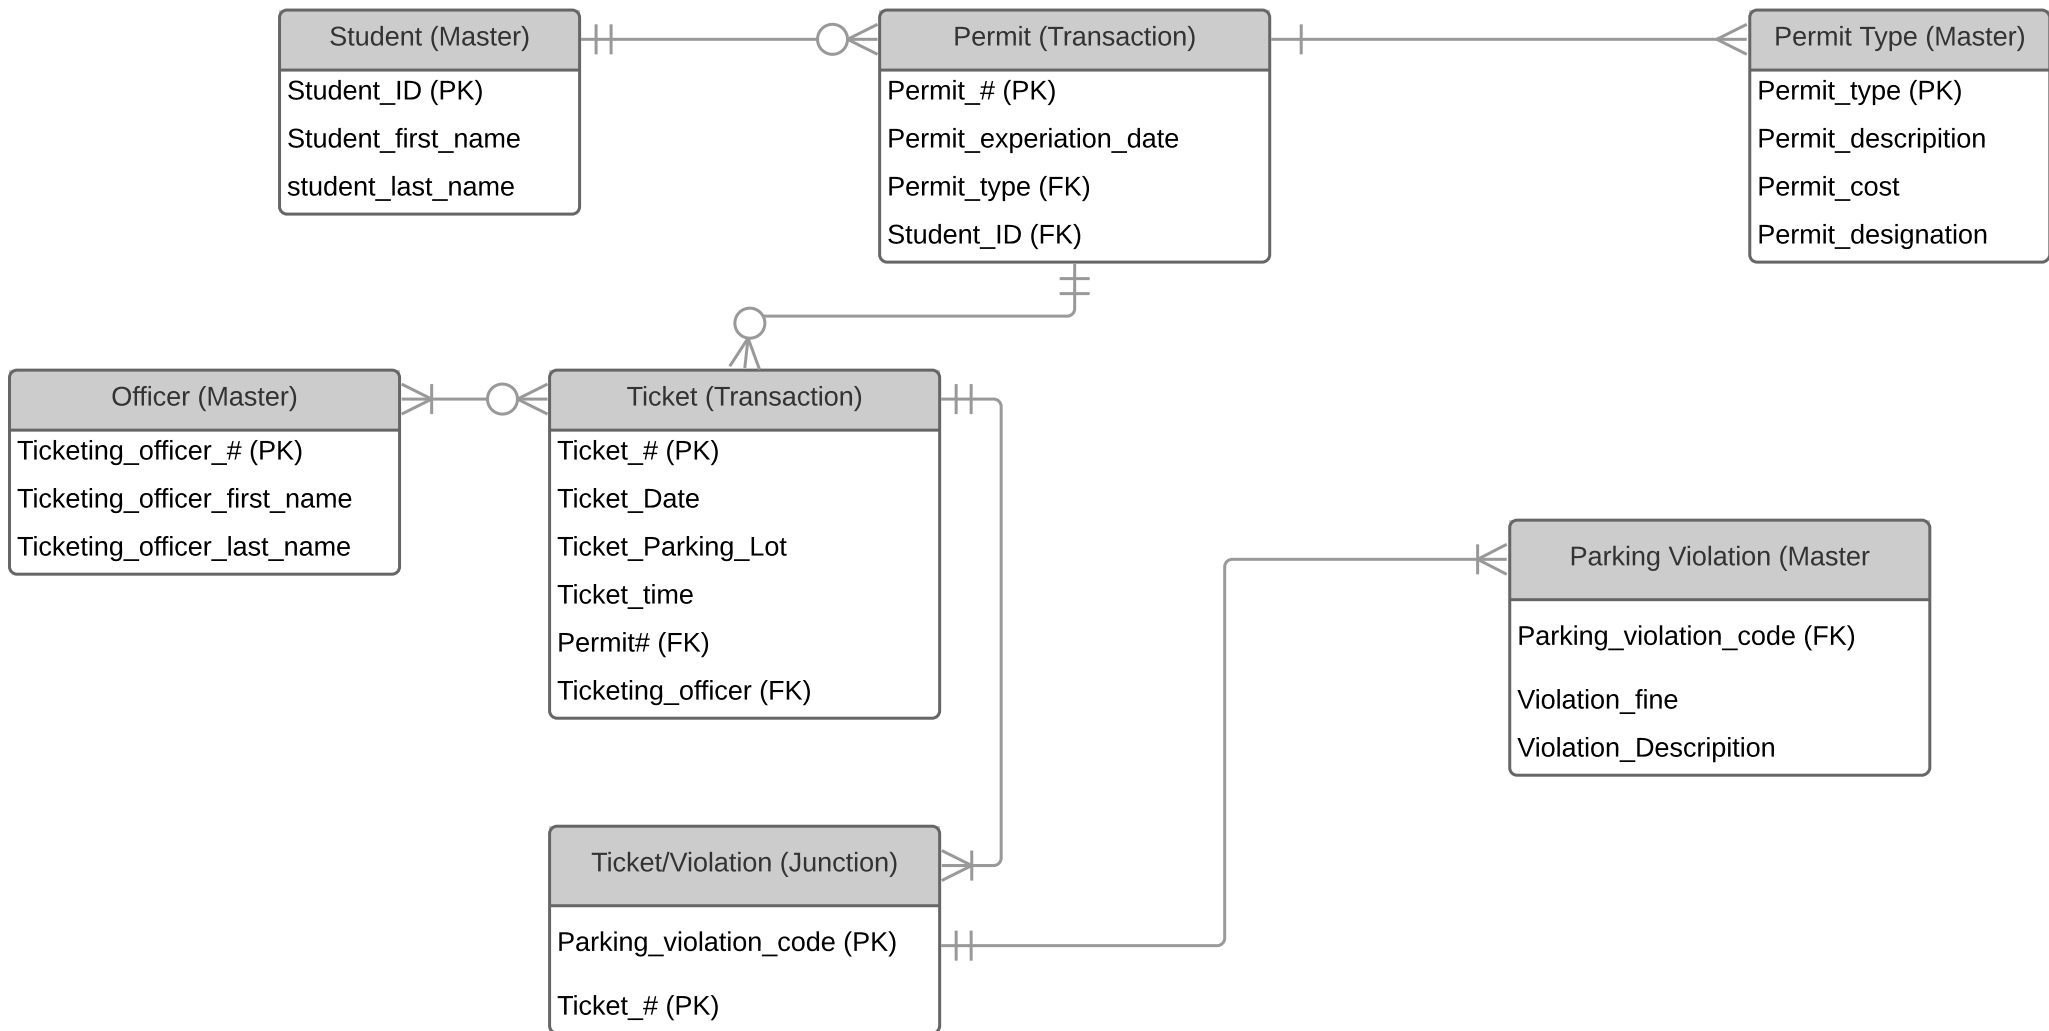 Student (Master)
Student_ID (PK)
Student_first_name
student_last_name
Permit (Transaction)
Permit_# (PK)
Permit_experiation_date
Permit_type (FK)
Student_ID (FK)
Permit Type (Master)
Permit_type (PK)
Permit_descripition
Permit_cost
Permit_designation
Officer (Master)
Ticketing_officer_# (PK)
Ticketing_officer_first_name
Ticketing_officer_last_name
Ticket (Transaction)
Ticket_# (PK)
Ticket_Date
Ticket_Parking_Lot
Ticket_time
Permit# (FK)
Ticketing_officer (FK)
Parking Violation (Master
Parking_violation_code (FK)
Violation_fine
Violation_Descripition
Ticket/Violation (Junction)
Parking_violation_code (PK)
Ticket_# (PK)